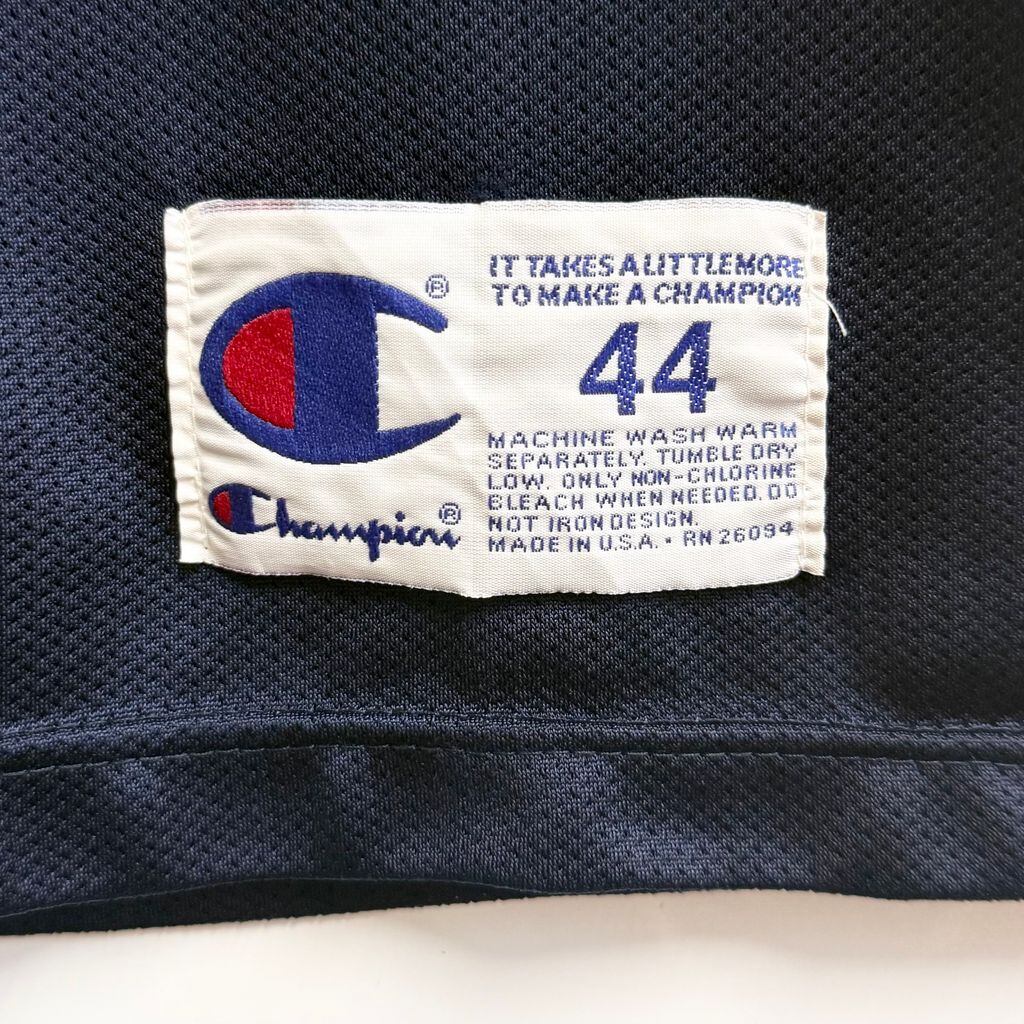 IT TAKES A LITTLE MORE
TO MAKE A CHAMPION
44
MACHINE WASH WARM
SEPARATELY. TUMBLE DRY
LOW. ONLY NON-CHLORINE
BLEACH WHEN NEEDED. DO
NOT IRON DESIGN.
MADE IN U.S.A. • RN 26094
®
Champion®